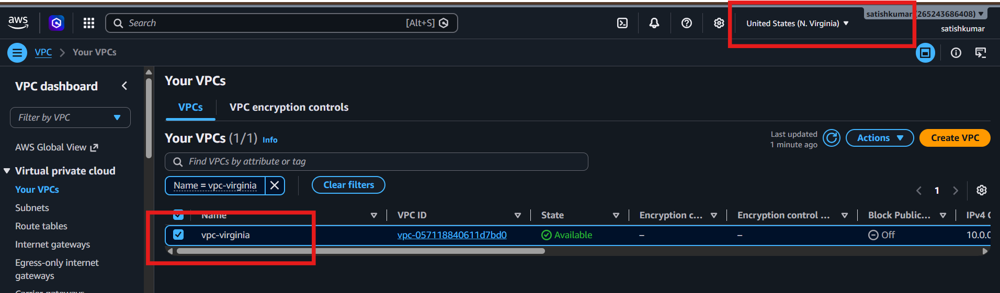 aws
Search [Alt+S]
United States (N. Virginia)
satishkumar (265243686408)
satishkumar
VPC > Your VPCs
VPC dashboard
Filter by VPC
AWS Global View
Virtual private cloud
Your VPCs
Subnets
Route tables
Internet gateways
Egress-only internet
gateways
Carrier gateways
Your VPCs
VPCs
VPC encryption controls
Your VPCs (1/1) Info
Last updated
1 minute ago
Actions
Create VPC
Find VPCs by attribute or tag
Name = vpc-virginia
Clear filters
1
Name VPC ID State Encryption c... Encryption control ... Block Public... IPv4 C
vpc-virginia vpc-057118840611d7bd0 Available – – Off 10.0.0